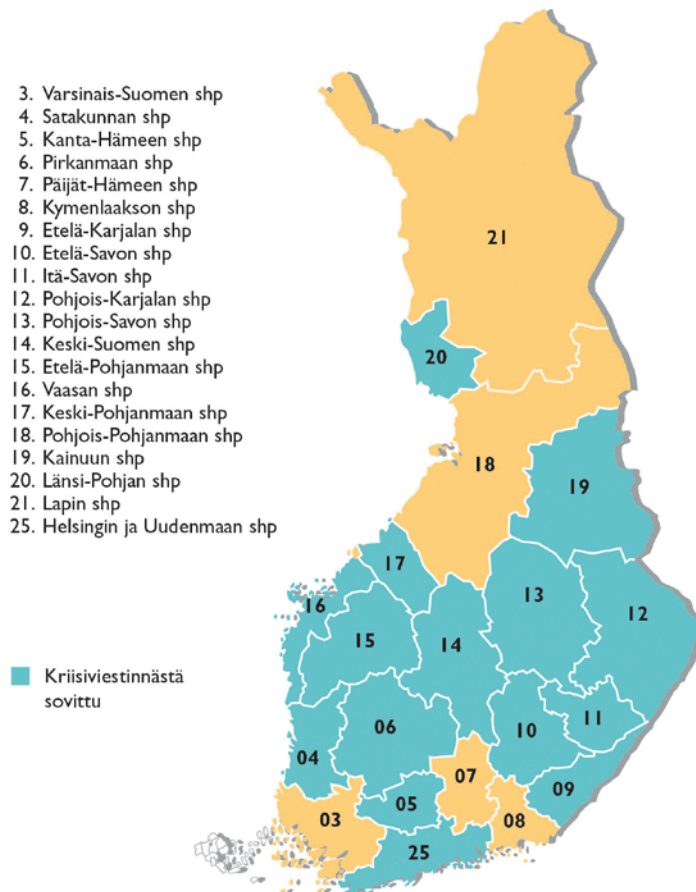 3. Varsinais-Suomen shp
4. Satakunnan shp
5. Kanta-Hämeen shp
6. Pirkanmaan shp
7. Päijät-Hämeen shp
8. Kymenlaakson shp
9. Etelä-Karjalan shp
10. Etelä-Savon shp
11. Itä-Savon shp
12. Pohjois-Karjalan shp
13. Pohjois-Savon shp
14. Keski-Suomen shp
15. Etelä-Pohjanmaan shp
16. Vaasan shp
17. Keski-Pohjanmaan shp
18. Pohjois-Pohjanmaan shp
19. Kainuun shp
20. Länsi-Pohjan shp
21. Lapin shp
25. Helsingin ja Uudenmaan shp
Kriisiviestinnästä
sovittu
21
20
18
19
17
16
15
14
13
12
06
04
10
11
07
09
05
03
08
25